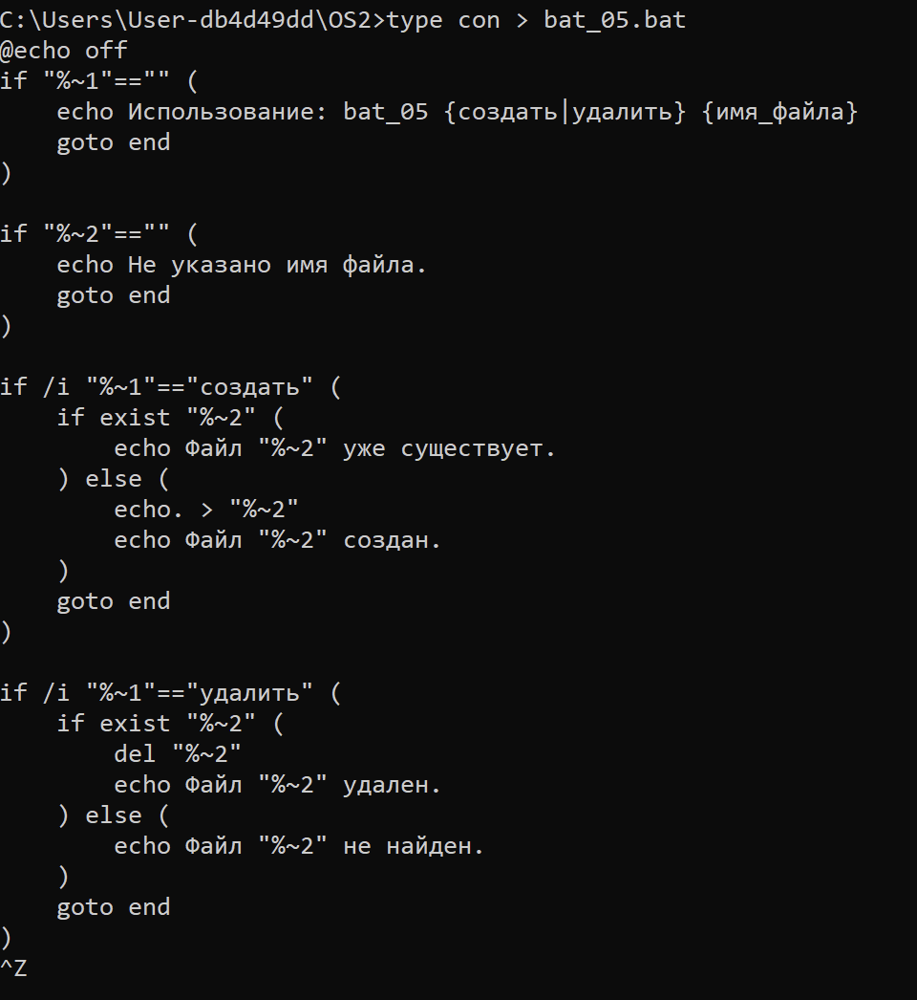 C:\Users\User-db4d49dd\OS2>type con > bat_05.bat
@echo off
if "%~1"=="" (
    echo Использование: bat_05 {создать|удалить} {имя_файла}
    goto end
)

if "%~2"=="" (
    echo Не указано имя файла.
    goto end
)

if /i "%~1"=="создать" (
    if exist "%~2" (
        echo Файл "%~2" уже существует.
    ) else (
        echo. > "%~2"
        echo Файл "%~2" создан.
    )
    goto end
)

if /i "%~1"=="удалить" (
    if exist "%~2" (
        del "%~2"
        echo Файл "%~2" удален.
    ) else (
        echo Файл "%~2" не найден.
    )
    goto end
)
^Z